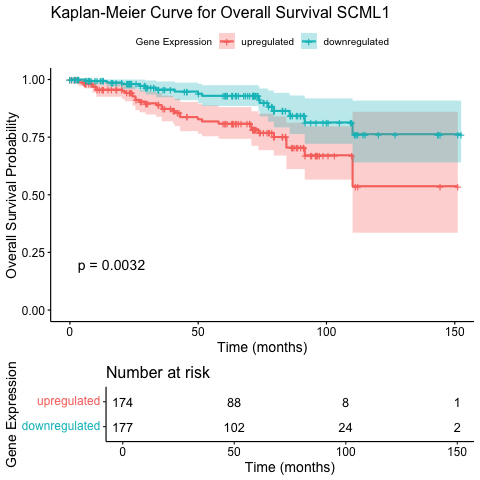 Kaplan-Meier Curve for Overall Survival SCML1
Gene Expression upregulated downregulated
Overall Survival Probability
1.00
0.75
0.50
0.25
0.00
p = 0.0032
0 50 100 150
Time (months)
Number at risk
Gene Expression
upregulated 174 88 8 1
downregulated 177 102 24 2
0 50 100 150
Time (months)